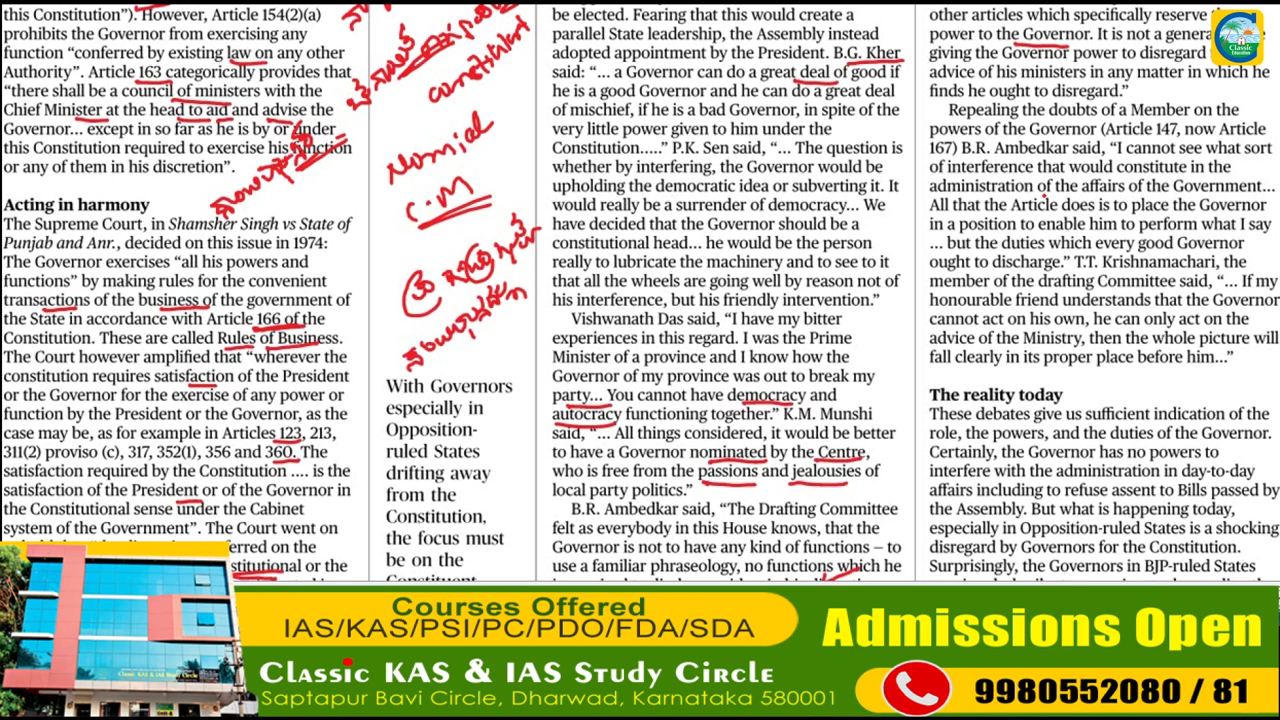 this Constitution"). However, Article 154(2)(a)
prohibits the Governor from exercising any
function "conferred by existing law on any other
Authority". Article 163 categorically provides that
"there shall be a council of ministers with the
Chief Minister at the head to aid and advise the
Governor... except in so far as he is by or under
this Constitution required to exercise his function
or any of them in his discretion".
Acting in harmony
The Supreme Court, in Shamsher Singh vs State of
Punjab and Anr., decided on this issue in 1974:
The Governor exercises "all his powers and
functions" by making rules for the convenient
transactions of the business of the government of
the State in accordance with Article 166 of the
Constitution. These are called Rules of Business.
The Court however amplified that "wherever the
constitution requires satisfaction of the President
or the Governor for the exercise of any power or
function by the President or the Governor, as the
case may be, as for example in Articles 123, 213,
311(2) proviso (c), 317, 352(1), 356 and 360. The
satisfaction required by the Constitution .... is the
satisfaction of the President or of the Governor in
the Constitutional sense under the Cabinet
system of the Government". The Court went on
ferred on the
stitutional or the
C.M
With Governors
especially in
Opposition-
ruled States
drifting away
from the
Constitution,
the focus must
be on the
Constituent
be elected. Fearing that this would create a
parallel State leadership, the Assembly instead
adopted appointment by the President. B.G. Kher
said: "... a Governor can do a great deal of good if
he is a good Governor and he can do a great deal
of mischief, if he is a bad Governor, in spite of the
very little power given to him under the
Constitution....." P.K. Sen said, "... The question is
whether by interfering, the Governor would be
upholding the democratic idea or subverting it. It
would really be a surrender of democracy... We
have decided that the Governor should be a
constitutional head... he would be the person
really to lubricate the machinery and to see to it
that all the wheels are going well by reason not of
his interference, but his friendly intervention."
Vishwanath Das said, "I have my bitter
experiences in this regard. I was the Prime
Minister of a province and I know how the
Governor of my province was out to break my
party... You cannot have democracy and
autocracy functioning together." K.M. Munshi
said, "... All things considered, it would be better
to have a Governor nominated by the Centre,
who is free from the passions and jealousies of
local party politics."
B.R. Ambedkar said, "The Drafting Committee
felt as everybody in this House knows, that the
Governor is not to have any kind of functions – to
use a familiar phraseology, no functions which he
other articles which specifically reserve the
power to the Governor. It is not a general
giving the Governor power to disregard
advice of his ministers in any matter in which he
finds he ought to disregard."
Repealing the doubts of a Member on the
powers of the Governor (Article 147, now Article
167) B.R. Ambedkar said, "I cannot see what sort
of interference that would constitute in the
administration of the affairs of the Government...
All that the Article does is to place the Governor
in a position to enable him to perform what I say
... but the duties which every good Governor
ought to discharge." T.T. Krishnamachari, the
member of the drafting Committee said, "... If my
honourable friend understands that the Governor
cannot act on his own, he can only act on the
advice of the Ministry, then the whole picture will
fall clearly in its proper place before him..."
The reality today
These debates give us sufficient indication of the
role, the powers, and the duties of the Governor.
Certainly, the Governor has no powers to
interfere with the administration in day-to-day
affairs including to refuse assent to Bills passed by
the Assembly. But what is happening today,
especially in Opposition-ruled States is a shocking
disregard by Governors for the Constitution.
Surprisingly, the Governors in BJP-ruled States
Classic
Education
Courses Offered
IAS/KAS/PSI/PC/PDO/FDA/SDA
Classic KAS & IAS Study Circle
Saptapur Bavi Circle, Dharwad, Karnataka 580001
Admissions Open
9980552080 / 81